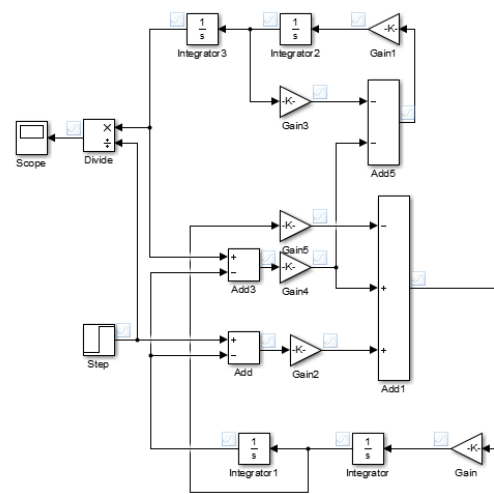 1
s
Integrator3
1
s
Integrator2
-K-
Gain1
-K-
Gain3
−
−
Add5
Scope
×
÷
Divide
-K-
Gain5
+
−
Add3
-K-
Gain4
−
+
+
Add1
Step
+
−
Add
-K-
Gain2
1
s
Integrator1
1
s
Integrator
-K-
Gain